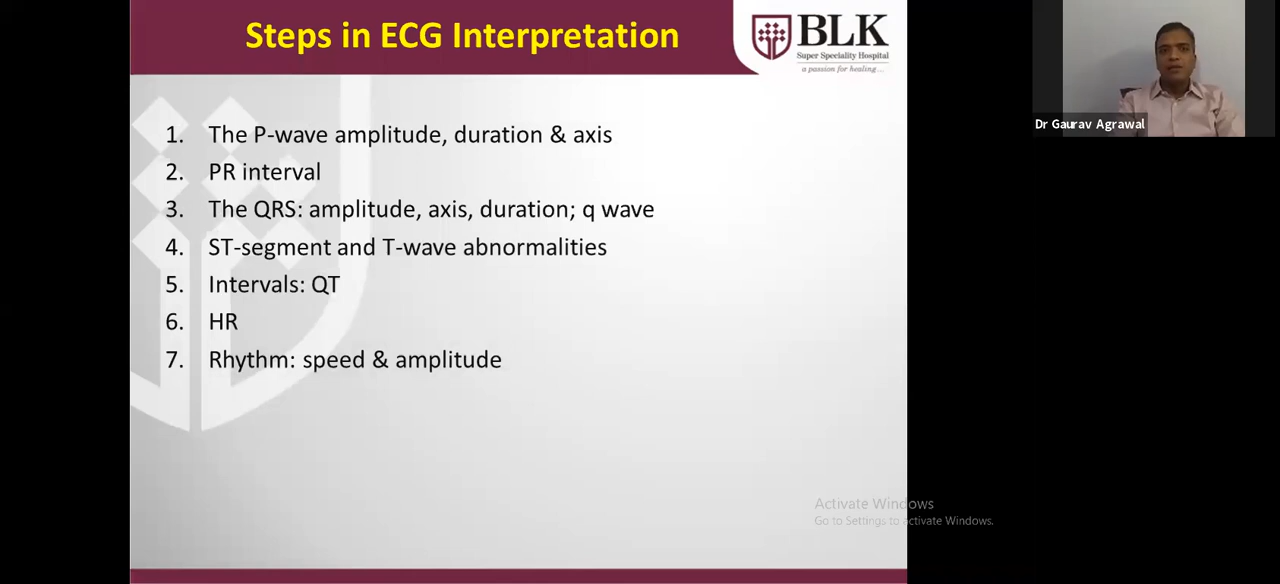 Steps in ECG Interpretation
BLK
Super Speciality Hospital
a passion for healing...
Dr Gaurav Agrawal
1. The P-wave amplitude, duration & axis
2. PR interval
3. The QRS: amplitude, axis, duration; q wave
4. ST-segment and T-wave abnormalities
5. Intervals: QT
6. HR
7. Rhythm: speed & amplitude
Activate Windows
Go to Settings to activate Windows.